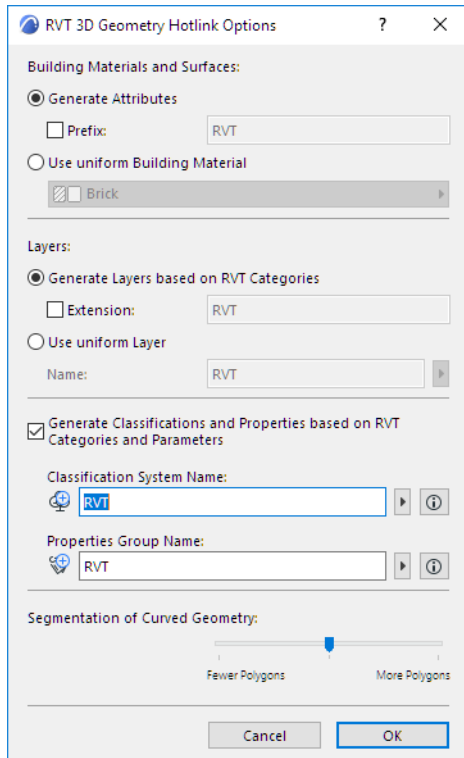 RVT 3D Geometry Hotlink Options
Building Materials and Surfaces:
Generate Attributes
Prefix: RVT
Use uniform Building Material
Brick
Layers:
Generate Layers based on RVT Categories
Extension: RVT
Use uniform Layer
Name: RVT
Generate Classifications and Properties based on RVT
Categories and Parameters
Classification System Name:
RVT
Properties Group Name:
RVT
Segmentation of Curved Geometry:
Fewer Polygons More Polygons
Cancel OK